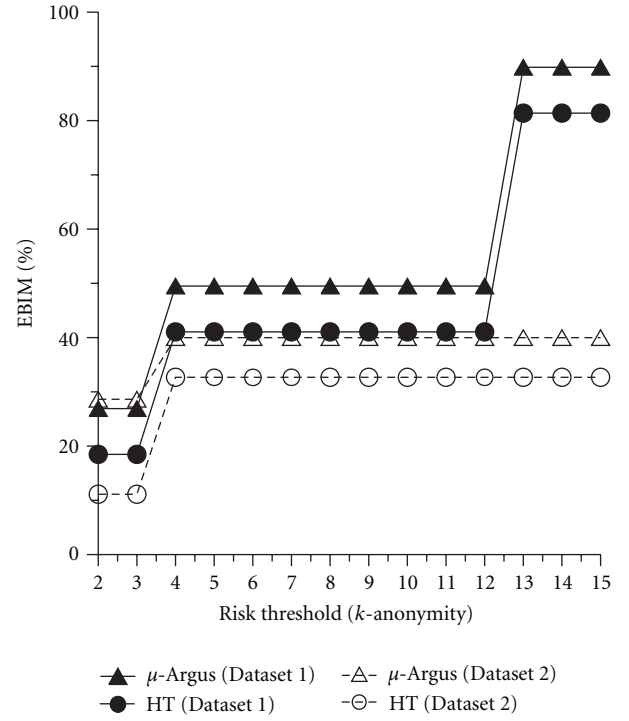 100
80
60
40
20
0
EBIM (%)
2 3 4 5 6 7 8 9 10 11 12 13 14 15
Risk threshold (k-anonymity)
μ-Argus (Dataset 1) μ-Argus (Dataset 2)
HT (Dataset 1) HT (Dataset 2)